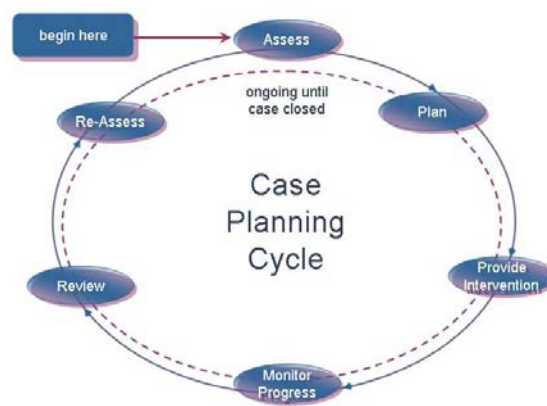 begin here
Assess
ongoing until
case closed
Re-Assess
Plan
Case
Planning
Cycle
Review
Provide
Intervention
Monitor
Progress